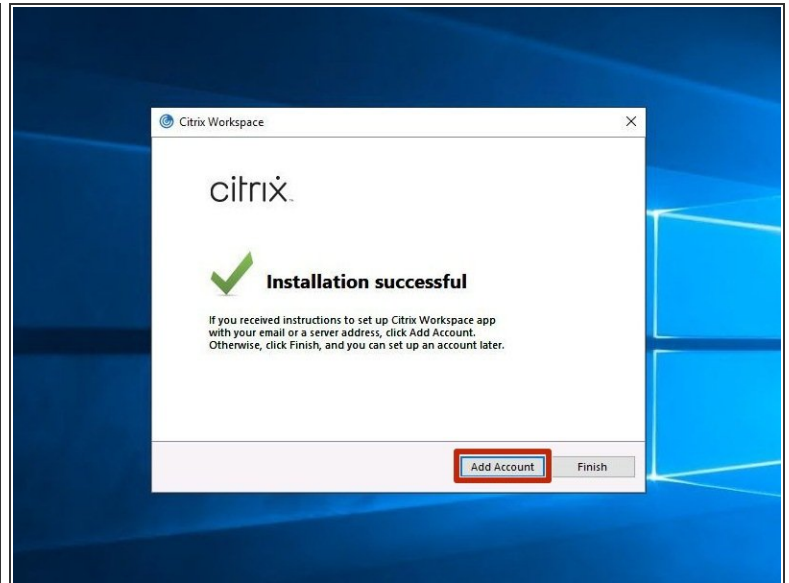 Citrix Workspace
citrix
Installation successful
If you received instructions to set up Citrix Workspace app
with your email or a server address, click Add Account.
Otherwise, click Finish, and you can set up an account later.
Add Account
Finish